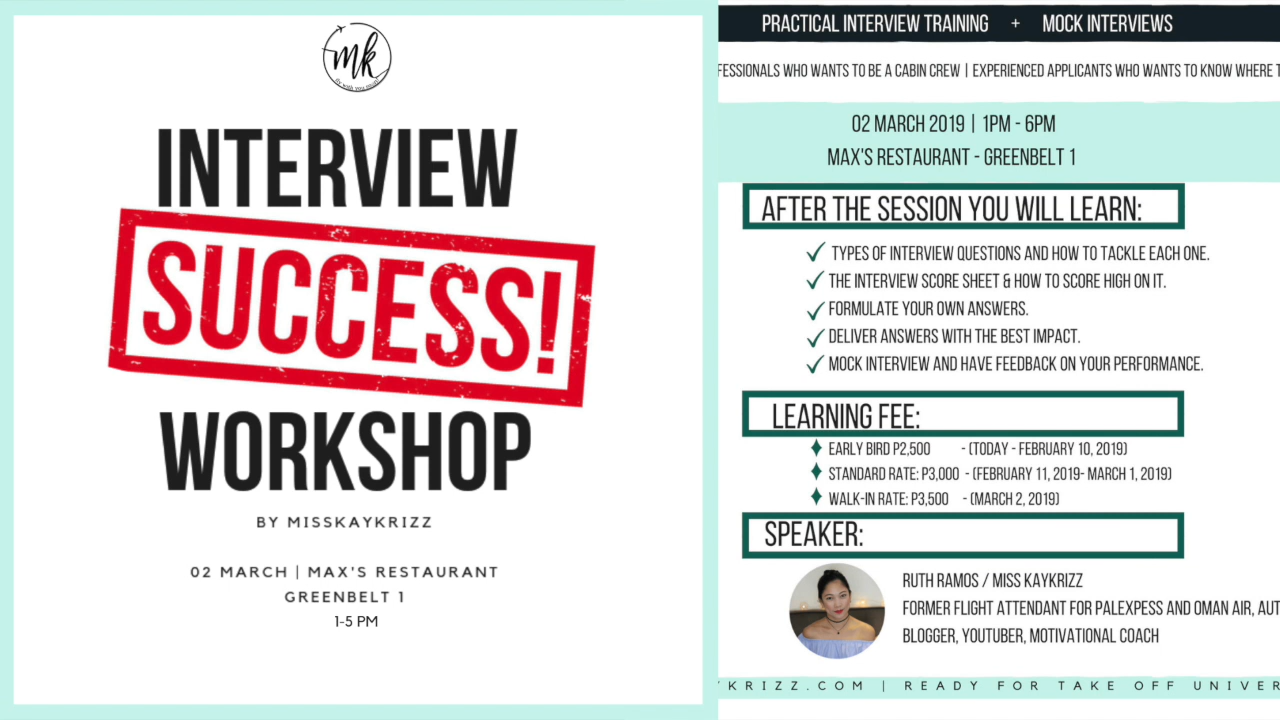 mk
INTERVIEW
SUCCESS!
WORKSHOP
BY MISSKAYKRIZZ
02 MARCH | MAX'S RESTAURANT
GREENBELT 1
1-5 PM
PRACTICAL INTERVIEW TRAINING + MOCK INTERVIEWS
FESSIONALS WHO WANTS TO BE A CABIN CREW | EXPERIENCED APPLICANTS WHO WANTS TO KNOW WHERE T
02 MARCH 2019 | 1PM - 6PM
MAX'S RESTAURANT - GREENBELT 1
AFTER THE SESSION YOU WILL LEARN:
✓ TYPES OF INTERVIEW QUESTIONS AND HOW TO TACKLE EACH ONE.
✓ THE INTERVIEW SCORE SHEET & HOW TO SCORE HIGH ON IT.
✓ FORMULATE YOUR OWN ANSWERS.
✓ DELIVER ANSWERS WITH THE BEST IMPACT.
✓ MOCK INTERVIEW AND HAVE FEEDBACK ON YOUR PERFORMANCE.
LEARNING FEE:
♦ EARLY BIRD P2,500 - (TODAY - FEBRUARY 10, 2019)
♦ STANDARD RATE: P3,000 - (FEBRUARY 11, 2019- MARCH 1, 2019)
♦ WALK-IN RATE: P3,500 - (MARCH 2, 2019)
SPEAKER:
RUTH RAMOS / MISS KAYKRIZZ
FORMER FLIGHT ATTENDANT FOR PALEXPESS AND OMAN AIR, AUT
BLOGGER, YOUTUBER, MOTIVATIONAL COACH
YKRIZZ.COM | READY FOR TAKE OFF UNIVER